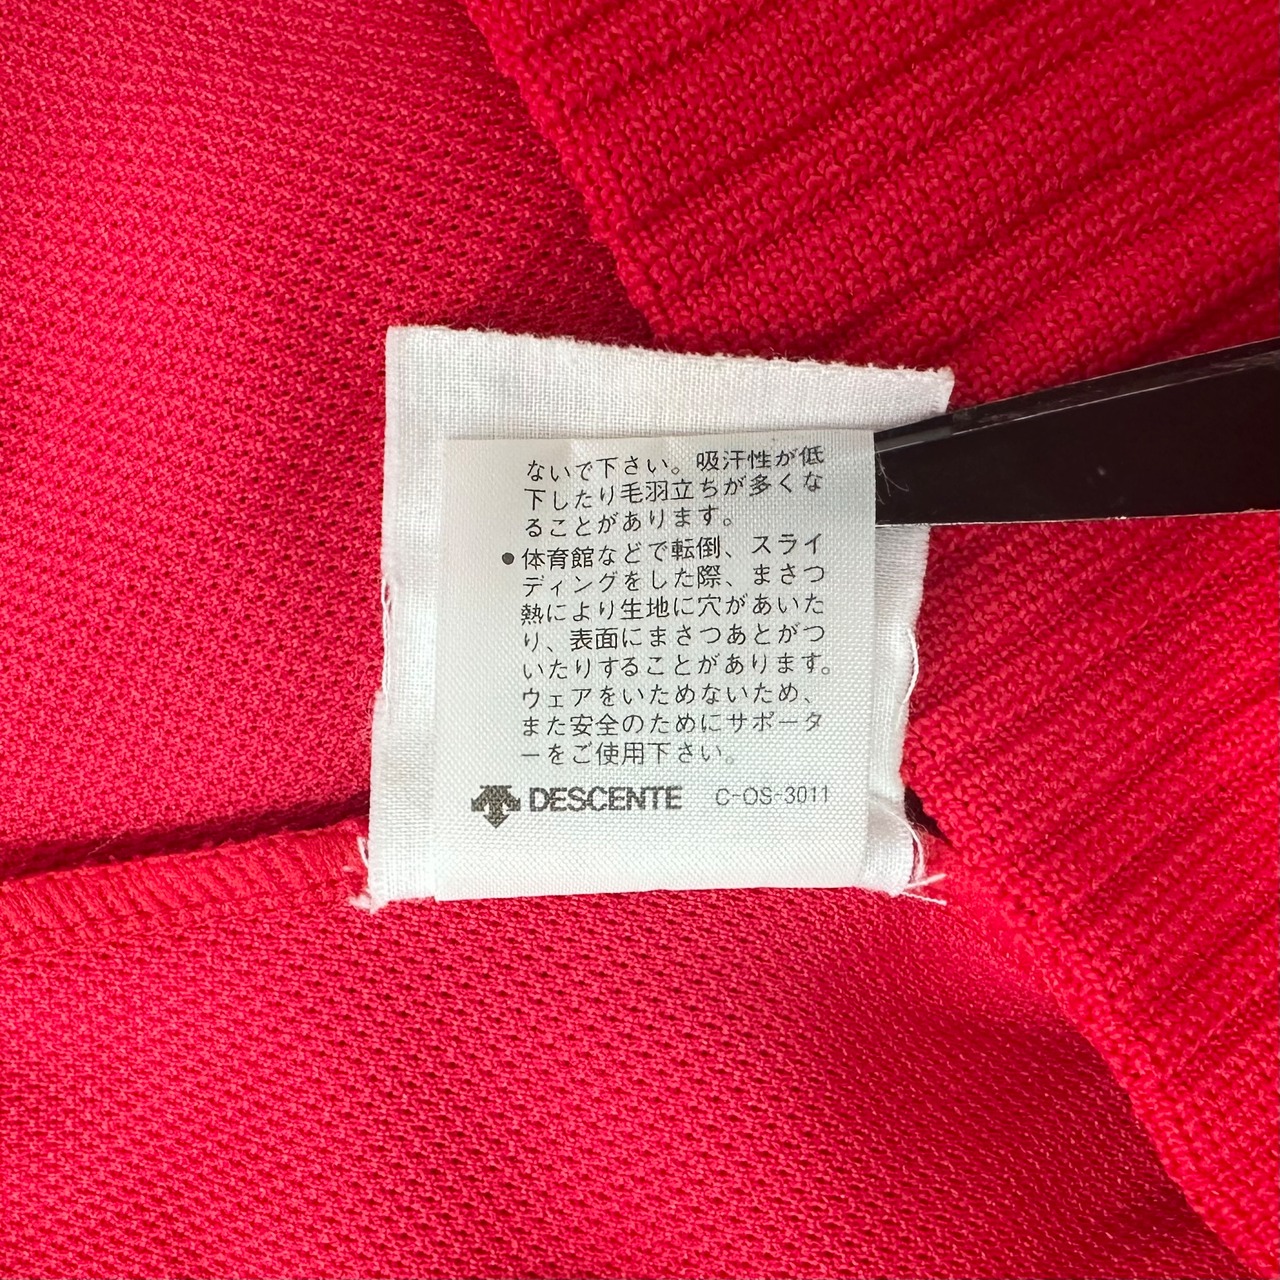 ないで下さい。吸汗性が低
下したり毛羽立ちが多くな
ることがあります。
●体育館などで転倒、スライ
ディングをした際、まさつ
熱により生地に穴があいた
り、表面にまさつあとがつ
いたりすることがあります。
ウェアをいためないため、
また安全のためにサポータ
ーをご使用下さい。
DESCENTE C-OS-3011